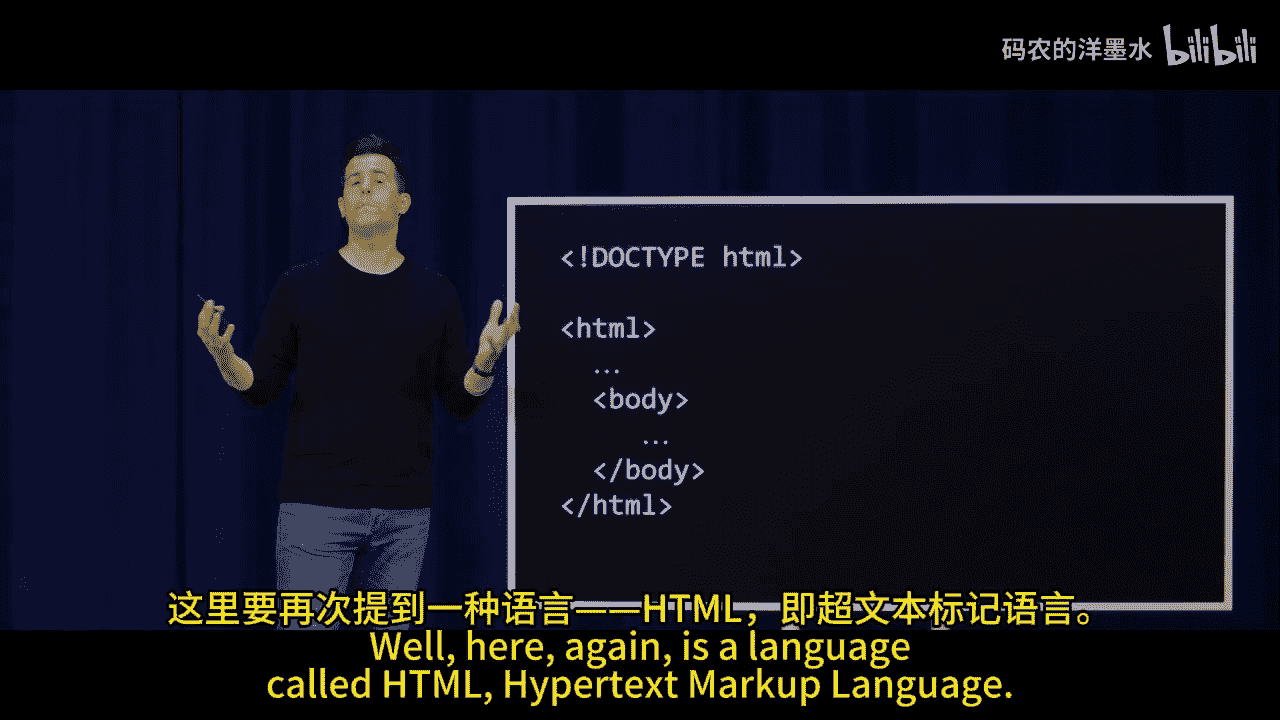 码农的洋墨水 bilibili
<!DOCTYPE html>
<html>
...
<body>
...
</body>
</html>
这里要再次提到一种语言——HTML，即超文本标记语言。
Well, here, again, is a language
called HTML, Hypertext Markup Language.